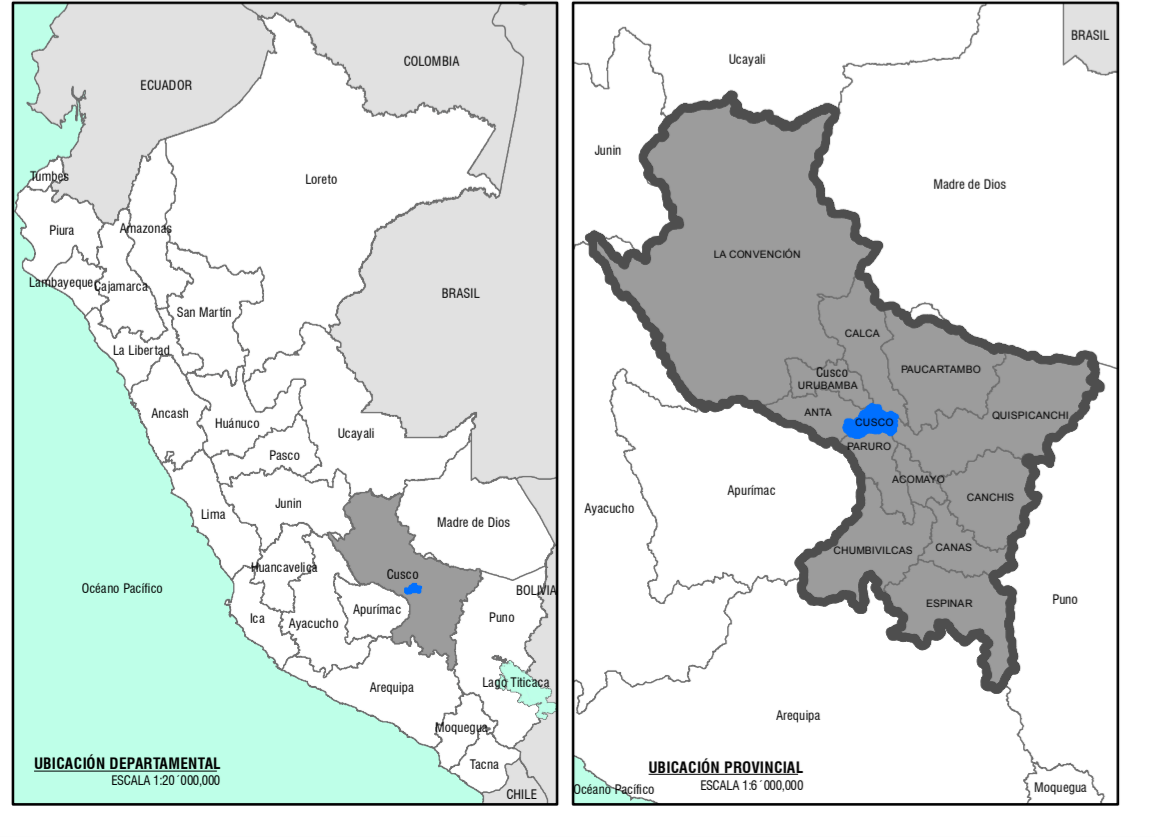 ECUADOR
COLOMBIA
Tumbes
Loreto
Piura
Amazonas
Lambayeque
Cajamarca
San Martín
BRASIL
La Libertad
Ancash
Huánuco
Ucayali
Pasco
Lima
Junin
Madre de Dios
Huancavelica
Cusco
Océano Pacífico
BOLIVIA
Ica
Ayacucho
Apurímac
Puno
Lago Titicaca
Arequipa
Moquegua
Tacna
CHILE
UBICACIÓN DEPARTAMENTAL
ESCALA 1:20´000,000
BRASIL
Ucayali
Junin
Madre de Dios
LA CONVENCIÓN
CALCA
PAUCARTAMBO
Cusco
URUBAMBA
ANTA
CUSCO
QUISPICANCHI
PARURO
ACOMAYO
CANCHIS
Apurímac
Ayacucho
CHUMBIVILCAS
CANAS
ESPINAR
Puno
Arequipa
UBICACIÓN PROVINCIAL
ESCALA 1:6´000,000
Océano Pacífico
Moquegua